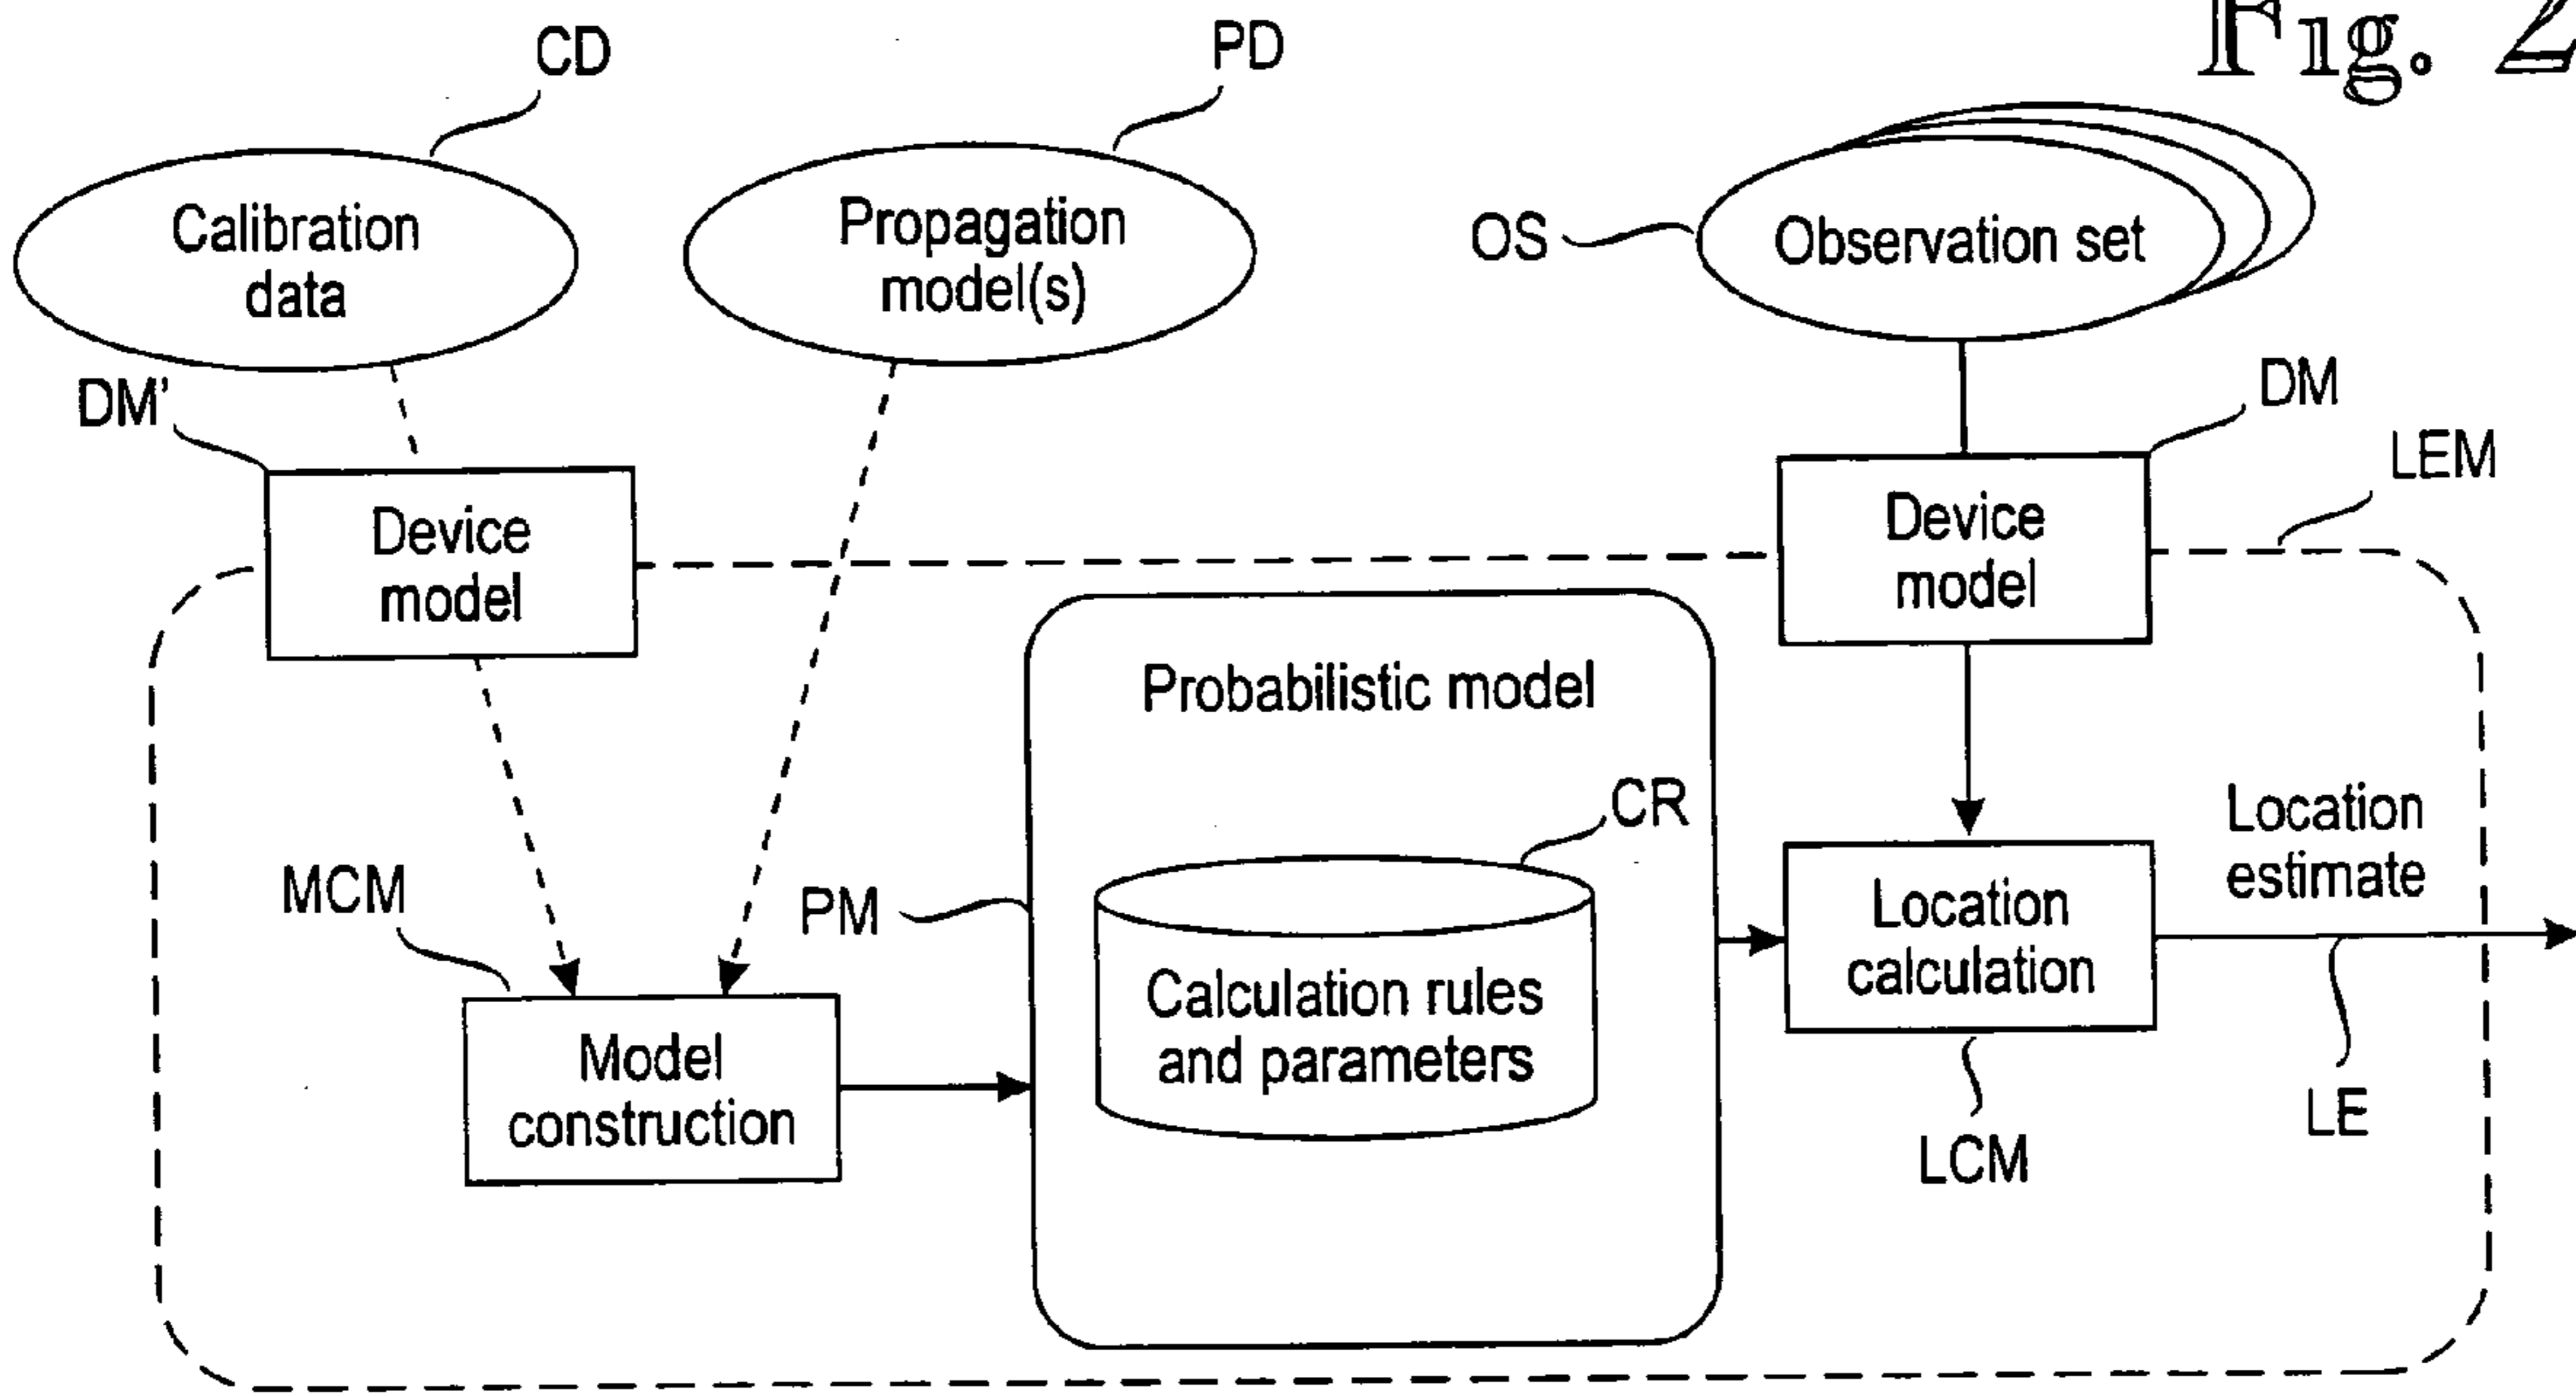 Fig. 2
CD
PD
Calibration
data
Propagation
model(s)
OS
Observation set
DM'
DM
LEM
Device
model
Device
model
Probabilistic model
CR
MCM
PM
Location
estimate
Location
calculation
Calculation rules
and parameters
Model
construction
LE
LCM